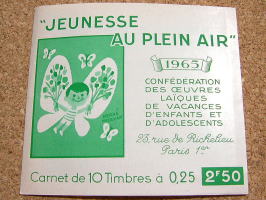 "JEUNESSE
AU PLEIN AIR"
1965
CONFÉDÉRATION
DES ŒUVRES
LAÏQUES
DE VACANCES
D'ENFANTS ET
D'ADOLESCENTS
23, rue de Richelieu
Paris 1er
Carnet de 10 Timbres à 0,25 2F50